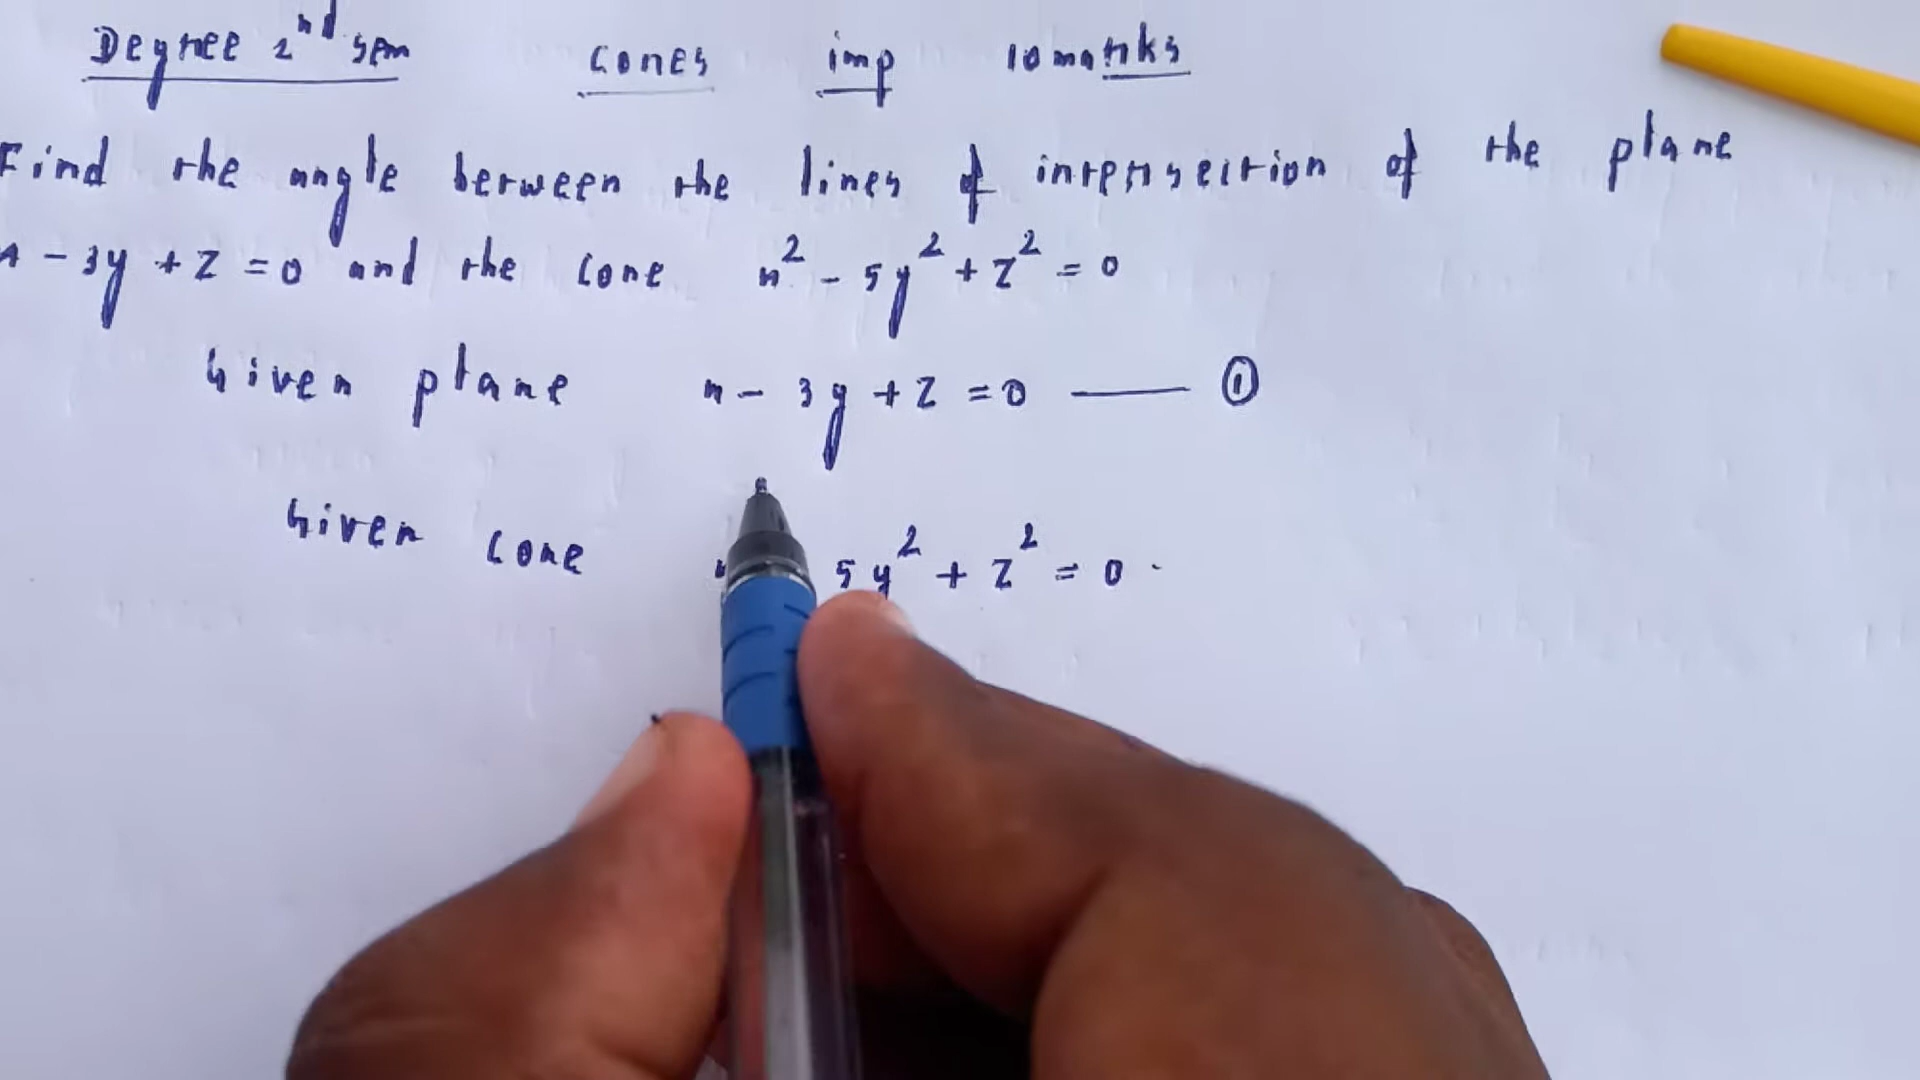 Degree 2nd sem cones imp 10 marks
Find the angle between the lines of intersection of the plane
x - 3y + z = 0 and the cone x² - 5y² + z² = 0
Given plane x - 3y + z = 0 —— ①
Given cone 5y² + z² = 0